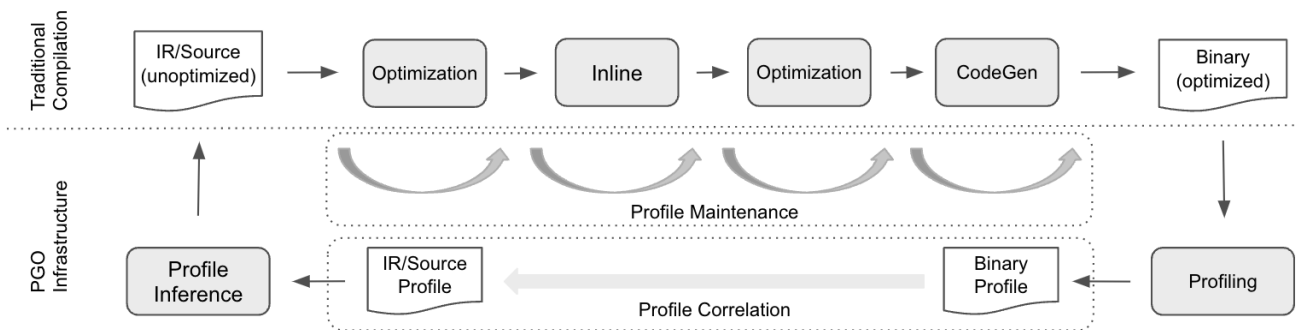 Traditional
Compilation
IR/Source
(unoptimized)
Optimization
Inline
Optimization
CodeGen
Binary
(optimized)
PGO
Infrastructure
Profile Maintenance
Profile
Inference
IR/Source
Profile
Profile Correlation
Binary
Profile
Profiling